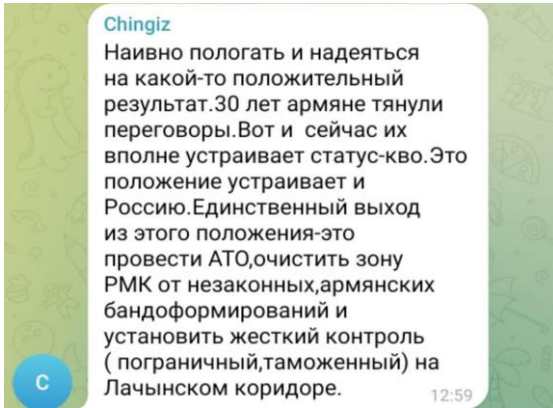 Chingiz
Наивно пологать и надеяться
на какой-то положительный
результат.30 лет армяне тянули
переговоры.Вот и сейчас их
вполне устраивает статус-кво.Это
положение устраивает и
Россию.Единственный выход
из этого положения-это
провести АТО,очистить зону
РМК от незаконных,армянских
бандоформирований и
установить жесткий контроль
( пограничный,таможенный) на
Лачынском коридоре.
12:59
C